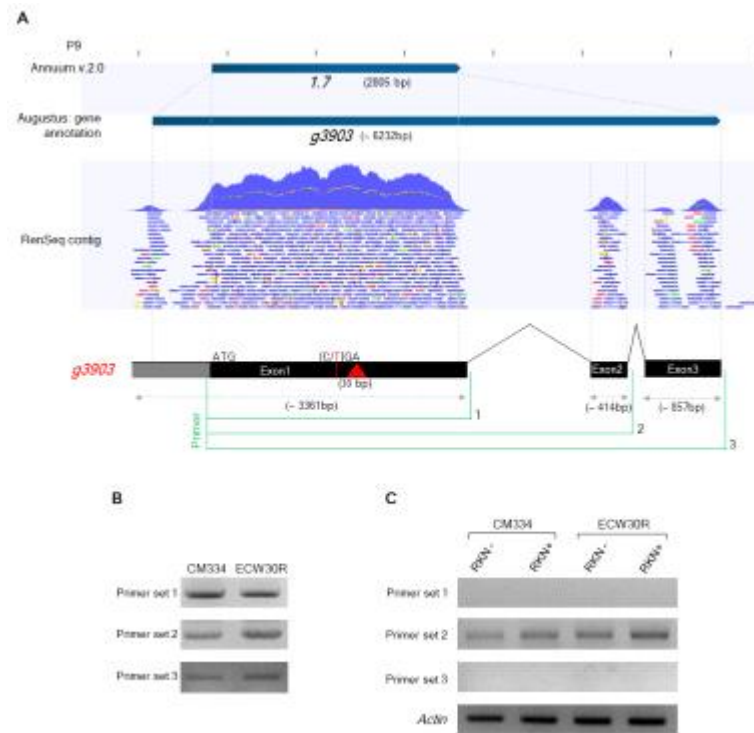 A
P9
Annuum v.2.0
1.7 (2805 bp)
Augustus gene
annotation
g3903 (~ 6232bp)
RenSeq contig
ATG (C/T)GA
g3903 Exon1 Exon2 Exon3
(30 bp)
(~ 3361bp) (~ 414bp) (~ 857bp)
Primer
1
2
3
B
CM334 ECW30R
Primer set 1
Primer set 2
Primer set 3
C
CM334 ECW30R
RKN- RKN+ RKN- RKN+
Primer set 1
Primer set 2
Primer set 3
Actin